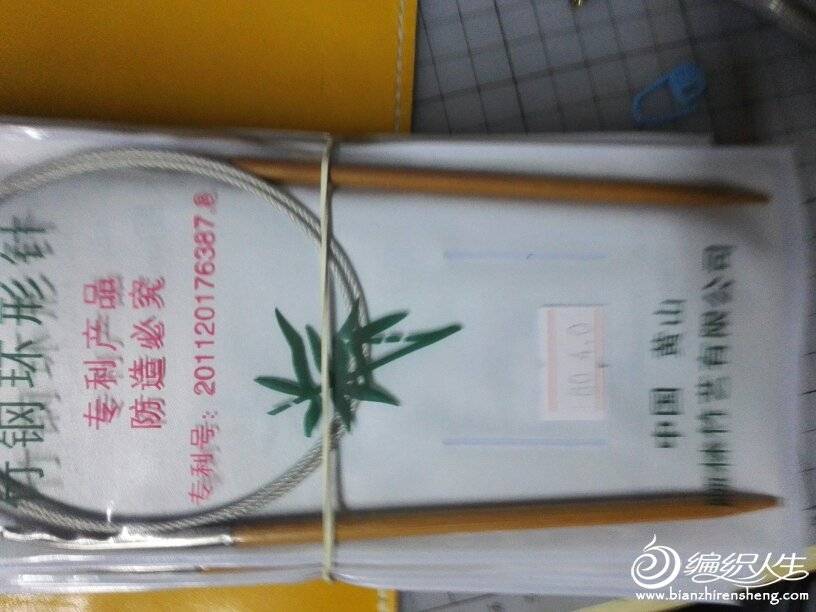 竹钢环形针
专利产品
防造必究
专利号：201120176387.8
80 4.0
中国 黄山
竹艺有限公司
编织人生
www.bianzhirensheng.com